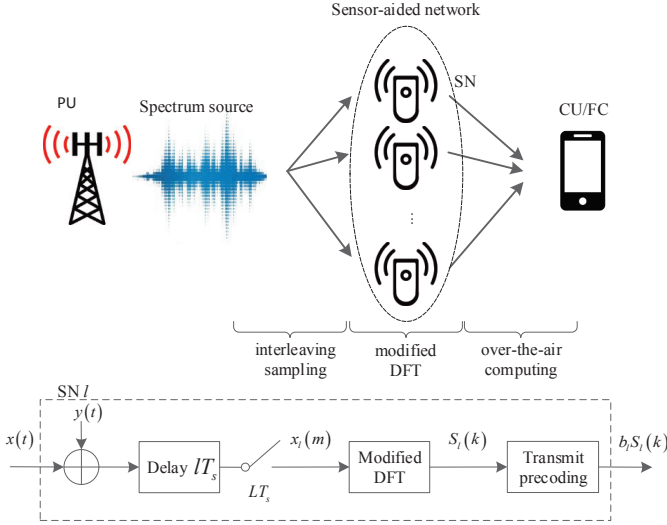 Sensor-aided network
PU
Spectrum source
SN
CU/FC
...
interleaving
sampling
modified
DFT
over-the-air
computing
SN l
y(t)
x(t)
Delay lT_s
LT_s
x_l(m)
Modified
DFT
S_l(k)
Transmit
precoding
b_l S_l(k)